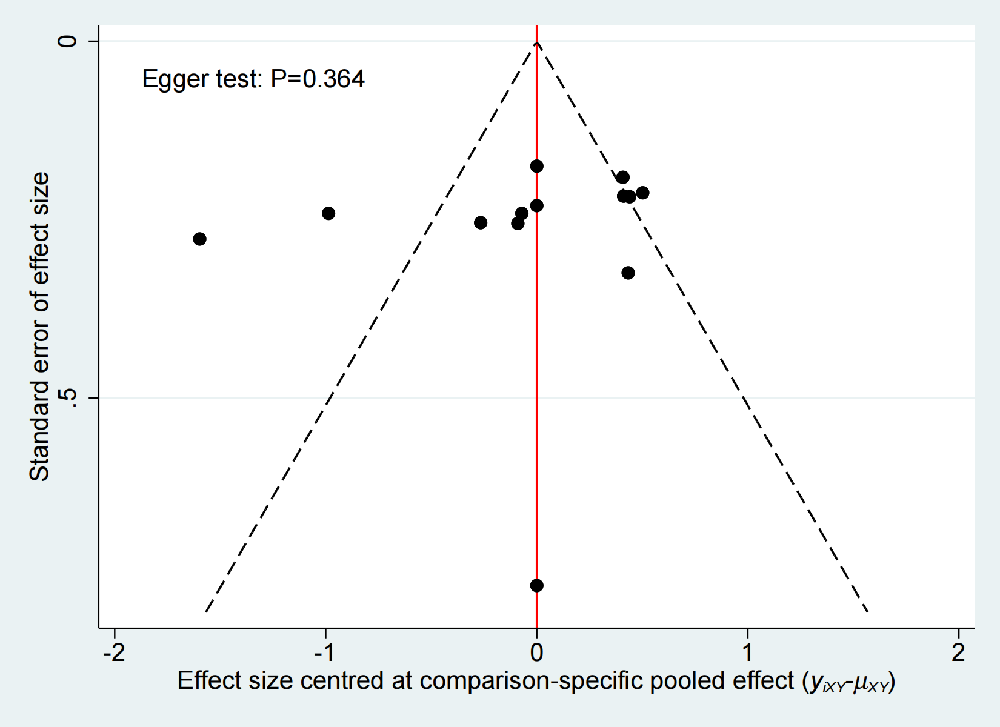 0
Egger test: P=0.364
Standard error of effect size
.5
-2 -1 0 1 2
Effect size centred at comparison-specific pooled effect (yiXY-μXY)